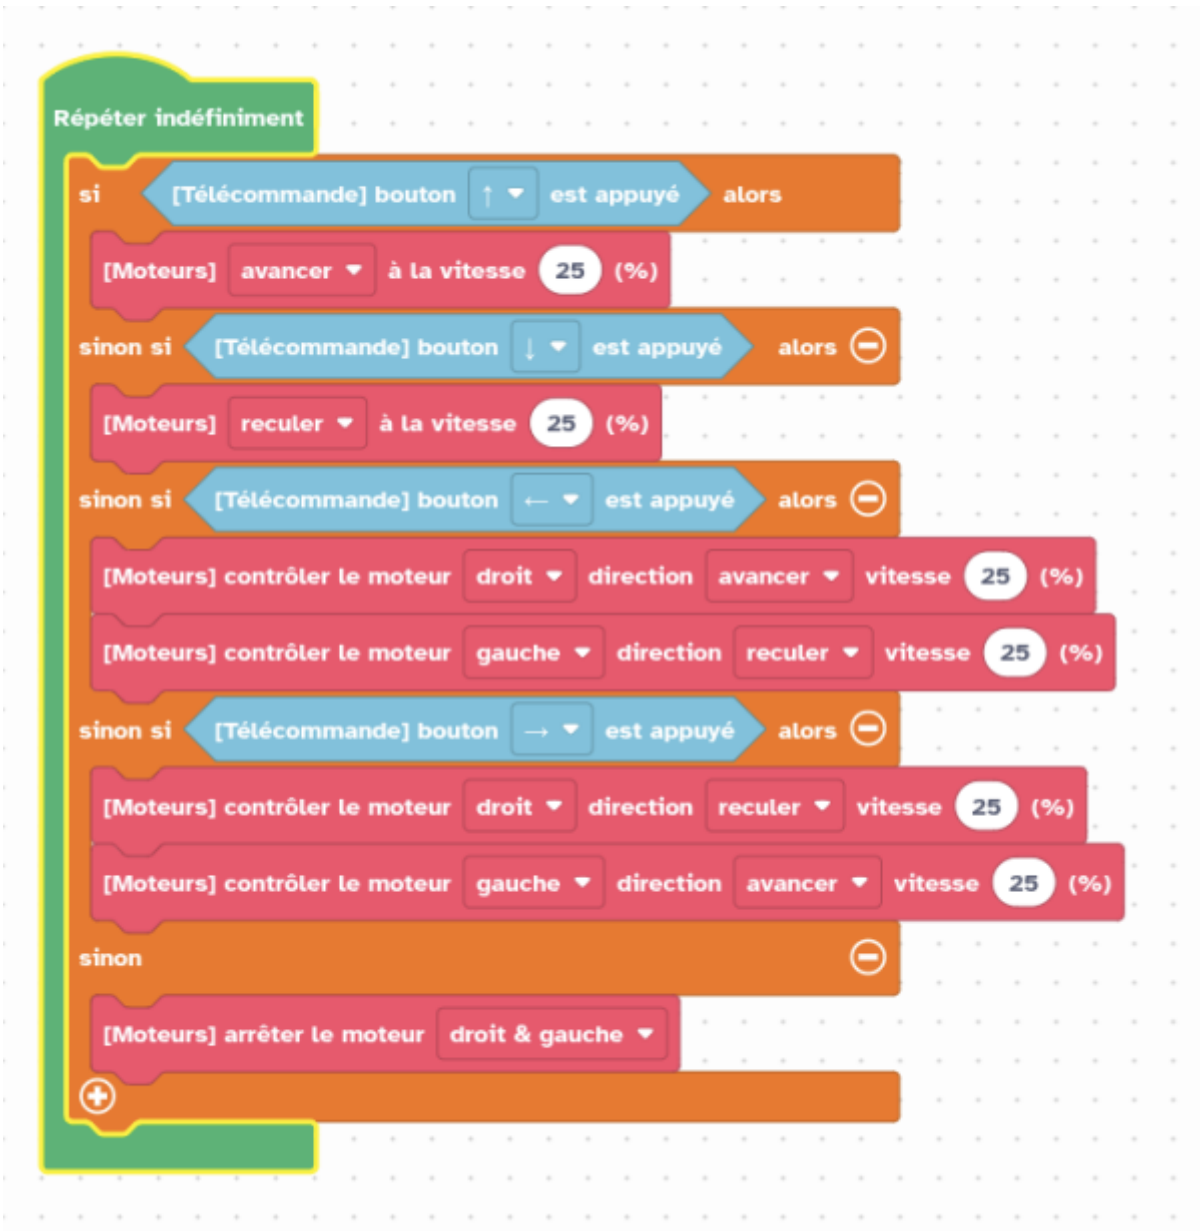 Répéter indéfiniment
si [Télécommande] bouton ↑ est appuyé alors
[Moteurs] avancer à la vitesse 25 (%)
sinon si [Télécommande] bouton ↓ est appuyé alors
[Moteurs] reculer à la vitesse 25 (%)
sinon si [Télécommande] bouton ← est appuyé alors
[Moteurs] contrôler le moteur droit direction avancer vitesse 25 (%)
[Moteurs] contrôler le moteur gauche direction reculer vitesse 25 (%)
sinon si [Télécommande] bouton → est appuyé alors
[Moteurs] contrôler le moteur droit direction reculer vitesse 25 (%)
[Moteurs] contrôler le moteur gauche direction avancer vitesse 25 (%)
sinon
[Moteurs] arrêter le moteur droit & gauche